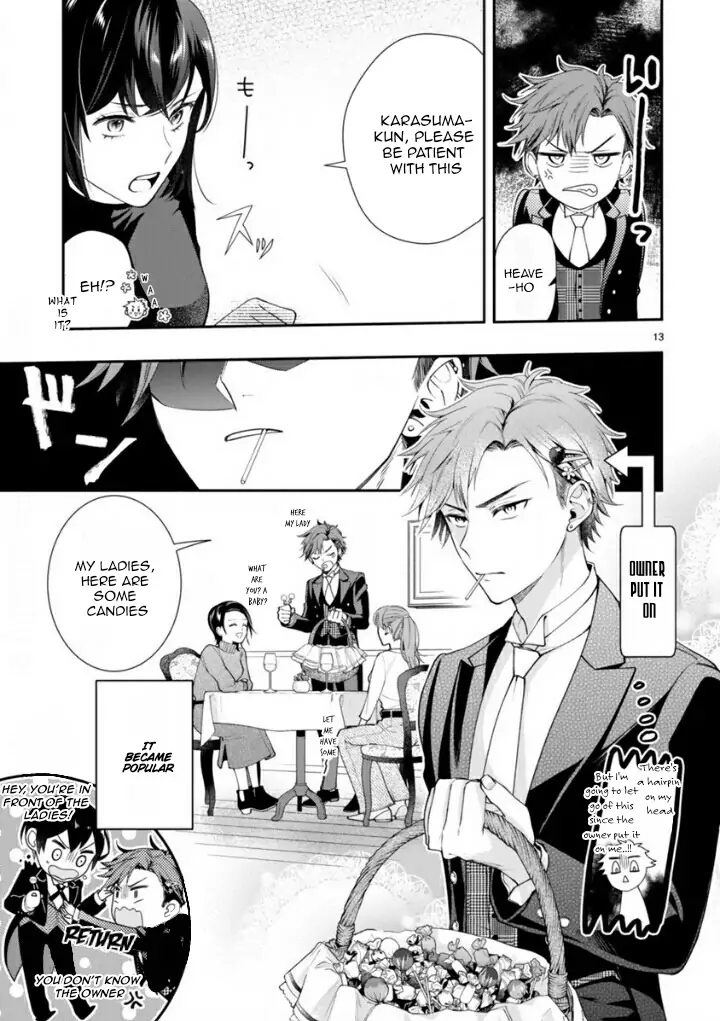 い"
っ
HEAVE
-HO
KARASUMA-
KUN, PLEASE
BE PATIENT
WITH THIS
スッ
EH!?
WAA
WHAT
IS
IT?
13
ドン
OWNER
PUT IT
ON
HERE
MY LADY
WHAT
ARE
YOU? A
BABY?
MY LADIES,
HERE ARE
SOME
CANDIES
LET
ME
HAVE
SOME
IT
BECAME
POPULAR
There's
a hairpin
on my
head
But I'm
going to let
go of this
since the
owner put it
on me..!!
HEY, YOU'RE IN
FRONT OF THE
LADIES!
RETURN
YOU DON'T KNOW
THE OWNER